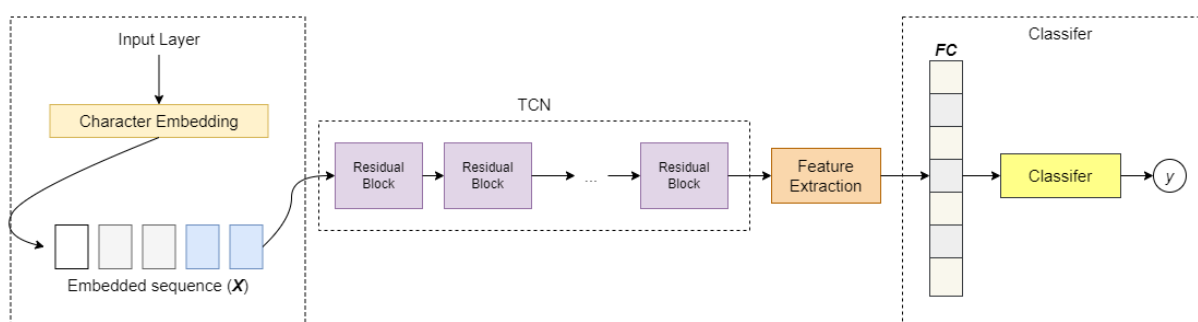 Input Layer
Character Embedding
Embedded sequence (X)
TCN
Residual
Block
Residual
Block
...
Residual
Block
Feature
Extraction
Classifer
FC
Classifer
y